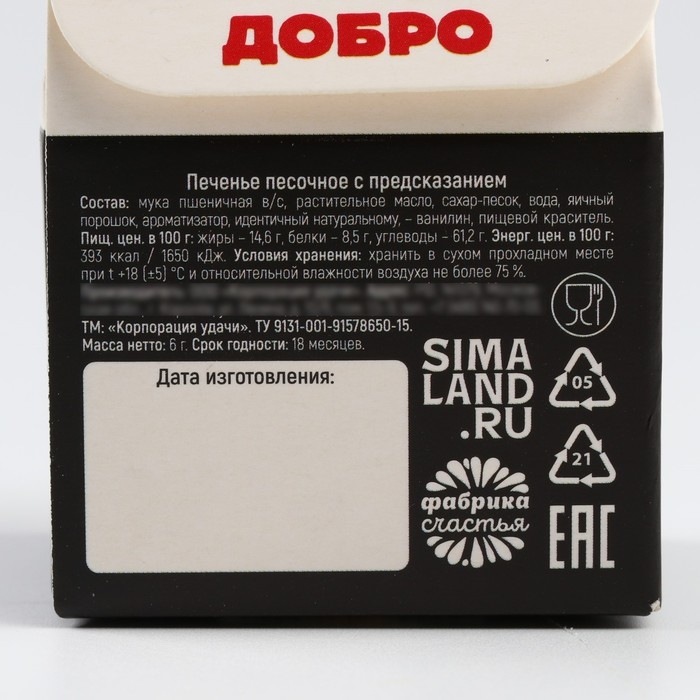 ДОБРО
Печенье песочное с предсказанием
Состав: мука пшеничная в/с, растительное масло, сахар-песок, вода, яичный
порошок, ароматизатор, идентичный натуральному, – ванилин, пищевой краситель.
Пищ. цен. в 100 г: жиры – 14,6 г, белки – 8,5 г, углеводы – 61,2 г. Энерг. цен. в 100 г:
393 ккал / 1650 кДж. Условия хранения: хранить в сухом прохладном месте
при t +18 (±5) °С и относительной влажности воздуха не более 75 %.
ТМ: «Корпорация удачи». ТУ 9131-001-91578650-15.
Масса нетто: 6 г. Срок годности: 18 месяцев.
Дата изготовления:
SIMA
LAND
.RU
05
21
фабрика
счастья
EAC